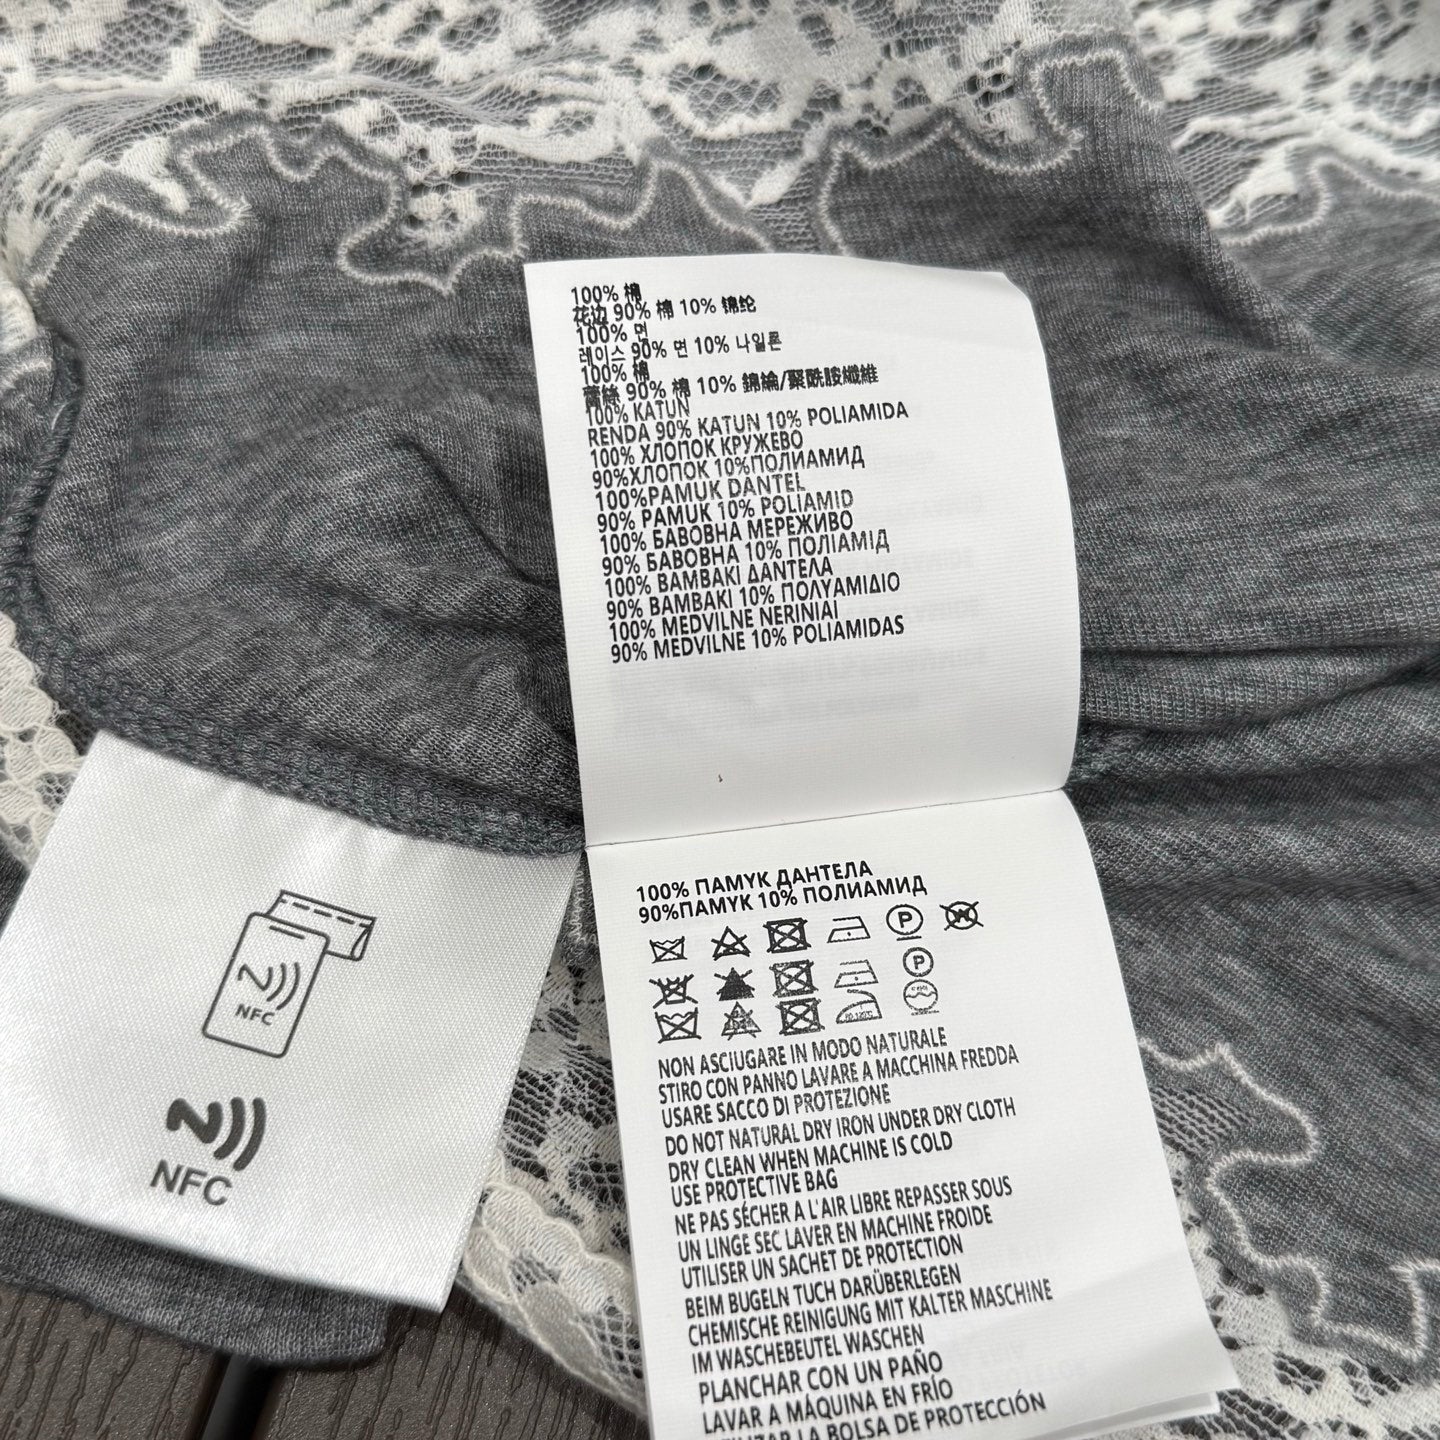 100% 棉
花边 90% 棉 10% 锦纶
100% 면
레이스 90% 면 10% 나일론
100% 棉
蕾絲 90% 棉 10% 錦綸/聚酰胺纖維
100% KATUN
RENDA 90% KATUN 10% POLIAMIDA
100% ХЛОПОК КРУЖЕВО
90%ХЛОПОК 10%ПОЛИАМИД
100%PAMUK DANTEL
90% PAMUK 10% POLIAMID
100% БАВОВНА МЕРЕЖИВО
90% БАВОВНА 10% ПОЛІАМІД
100% ΒΑΜΒΑΚΙ ΔΑΝΤΕΛΑ
90% ΒΑΜΒΑΚΙ 10% ΠΟΛΥΑΜΙΔΙΟ
100% MEDVILNE NERINIAI
90% MEDVILNE 10% POLIAMIDAS
100% ПАМУК ДАНТЕЛА
90%ПАМУК 10% ПОЛИАМИД
P
W
P
NON ASCIUGARE IN MODO NATURALE
STIRO CON PANNO LAVARE A MACCHINA FREDDA
USARE SACCO DI PROTEZIONE
DO NOT NATURAL DRY IRON UNDER DRY CLOTH
DRY CLEAN WHEN MACHINE IS COLD
USE PROTECTIVE BAG
NE PAS SÉCHER A L'AIR LIBRE REPASSER SOUS
UN LINGE SEC LAVER EN MACHINE FROIDE
UTILISER UN SACHET DE PROTECTION
BEIM BUGELN TUCH DARÜBERLEGEN
CHEMISCHE REINIGUNG MIT KALTER MASCHINE
IM WASCHEBEUTEL WASCHEN
PLANCHAR CON UN PAÑO
LAVAR A MÁQUINA EN FRÍO
LA BOLSA DE PROTECCIÓN
NFC
NFC